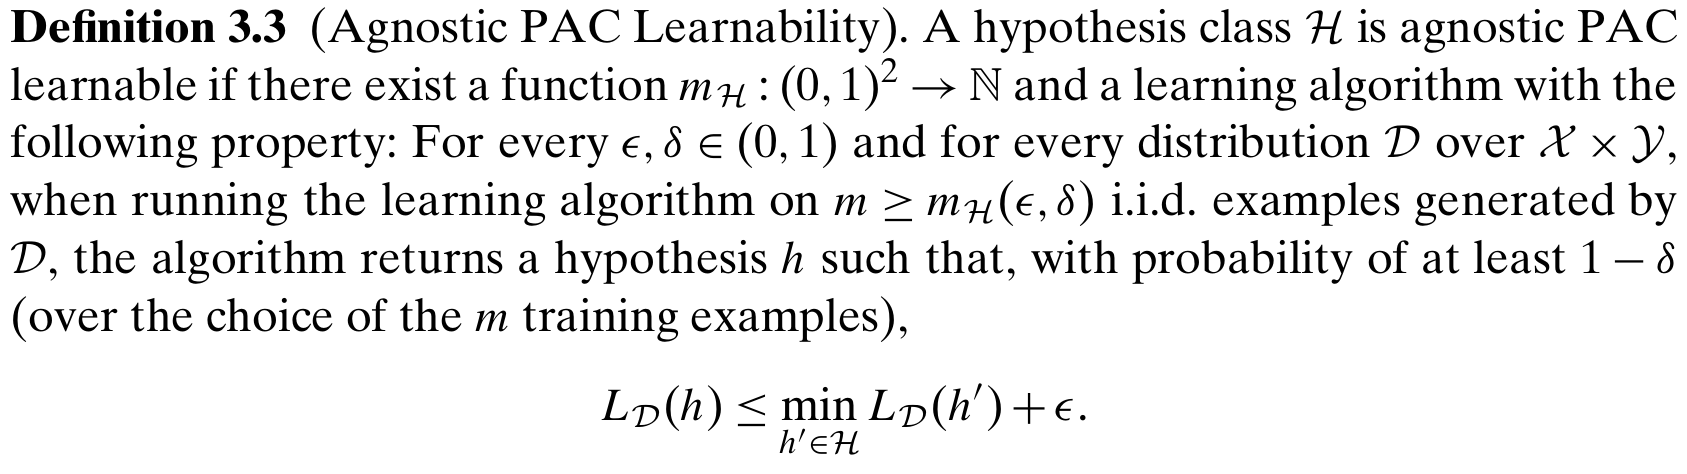 Definition 3.3 (Agnostic PAC Learnability). A hypothesis class ℋ is agnostic PAC
learnable if there exist a function m_ℋ : (0, 1)² → ℕ and a learning algorithm with the
following property: For every ϵ, δ ∈ (0, 1) and for every distribution 𝒟 over 𝒳 × 𝒴,
when running the learning algorithm on m ≥ m_ℋ(ϵ, δ) i.i.d. examples generated by
𝒟, the algorithm returns a hypothesis h such that, with probability of at least 1 − δ
(over the choice of the m training examples),
L_𝒟(h) ≤ min_{h′∈ℋ} L_𝒟(h′) + ϵ.